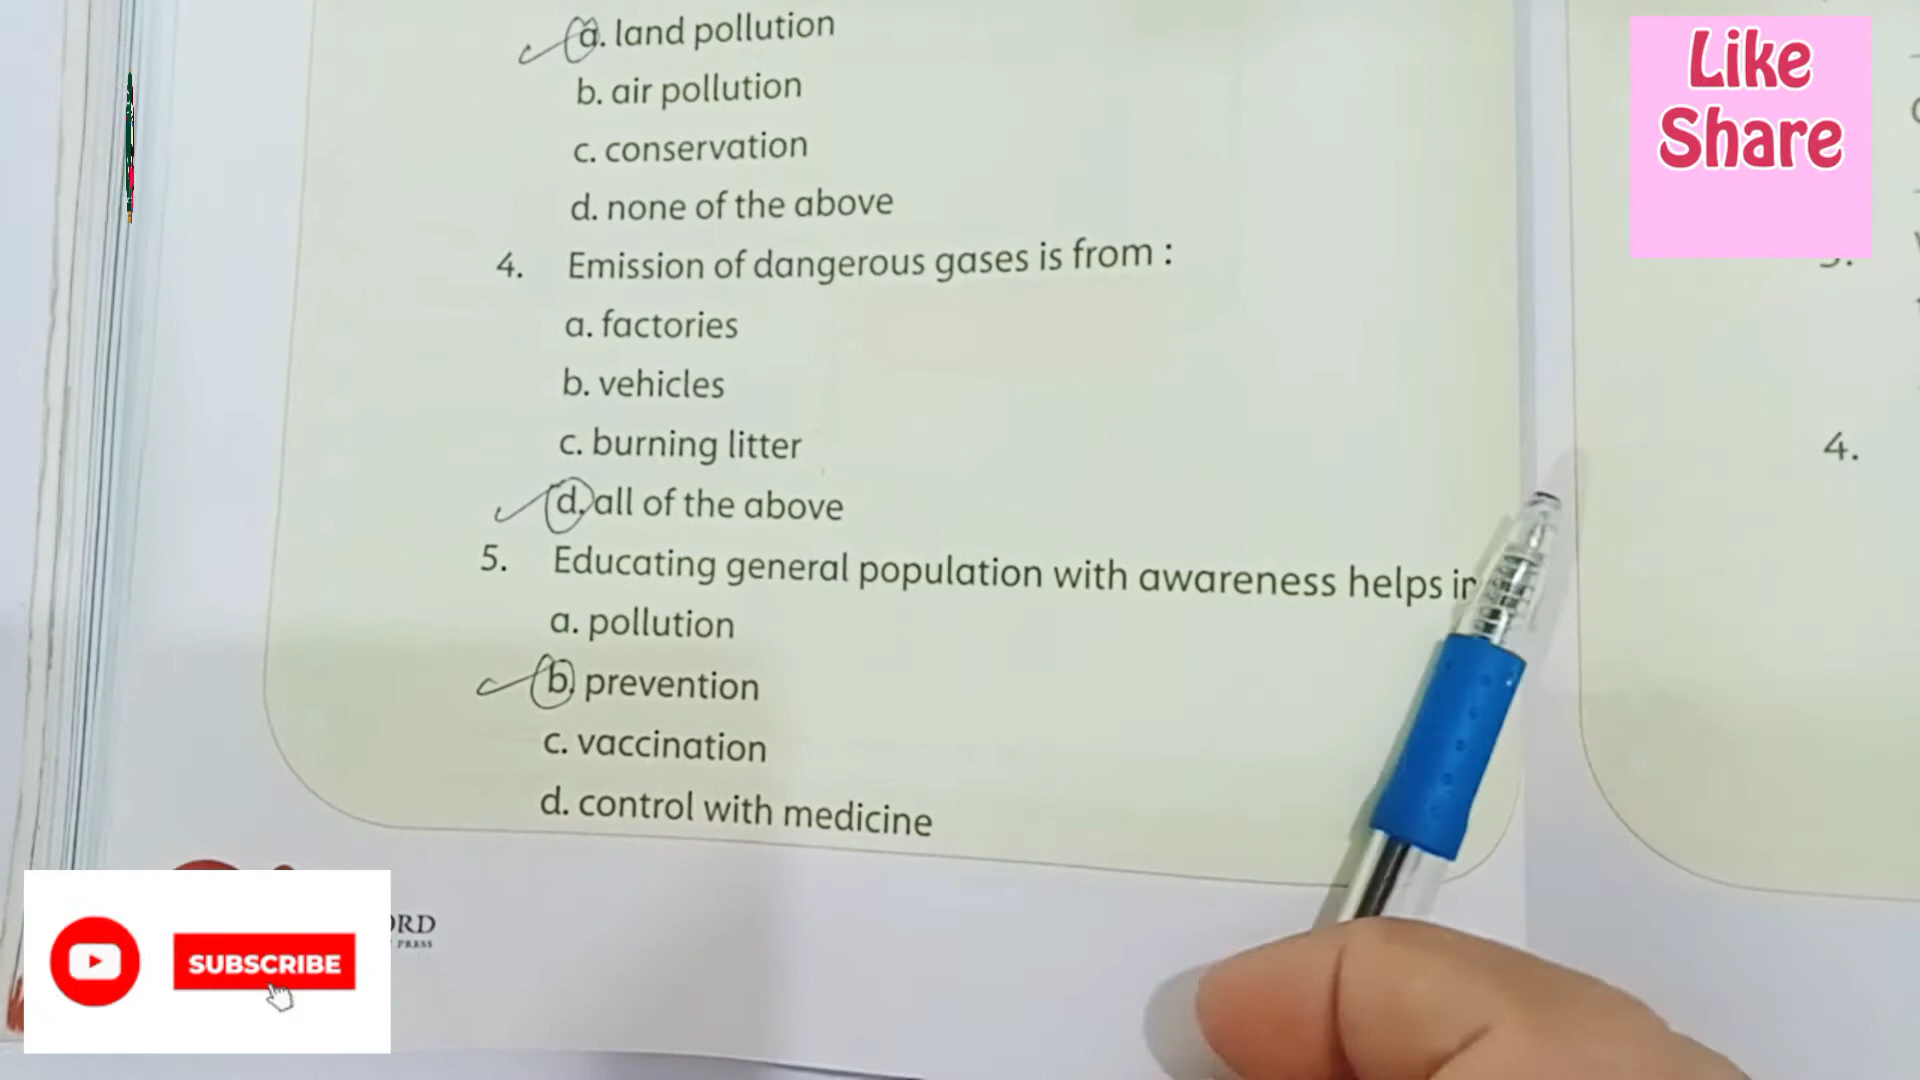 a. land pollution
b. air pollution
c. conservation
d. none of the above
4. Emission of dangerous gases is from :
a. factories
b. vehicles
c. burning litter
d. all of the above
5. Educating general population with awareness helps
a. pollution
b. prevention
c. vaccination
d. control with medicine
PRESS
Like
Share
4.
SUBSCRIBE